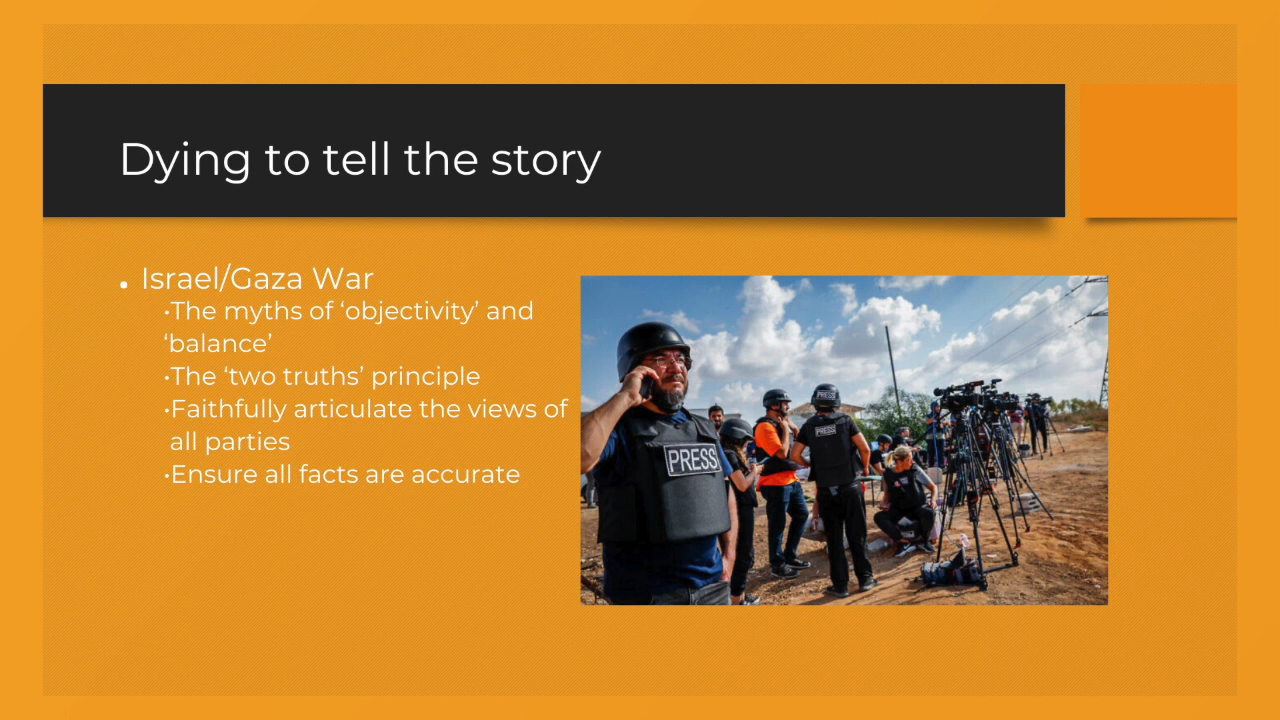 Dying to tell the story
• Israel/Gaza War
•The myths of ‘objectivity’ and
‘balance’
•The ‘two truths’ principle
•Faithfully articulate the views of
all parties
•Ensure all facts are accurate
PRESS
PRESS
PRESS